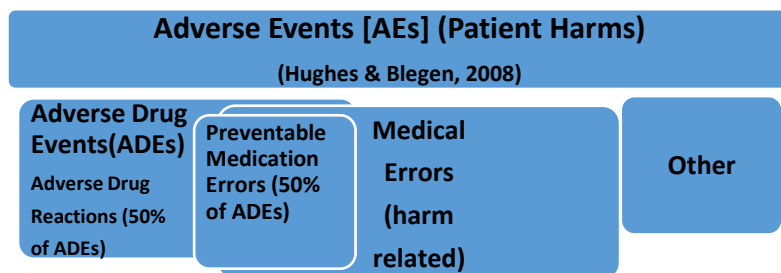 Adverse Events [AEs] (Patient Harms)
(Hughes & Blegen, 2008)
Adverse Drug
Events(ADEs)
Adverse Drug
Reactions (50%
of ADEs)
Preventable
Medication
Errors (50%
of ADEs)
Medical
Errors
(harm
related)
Other